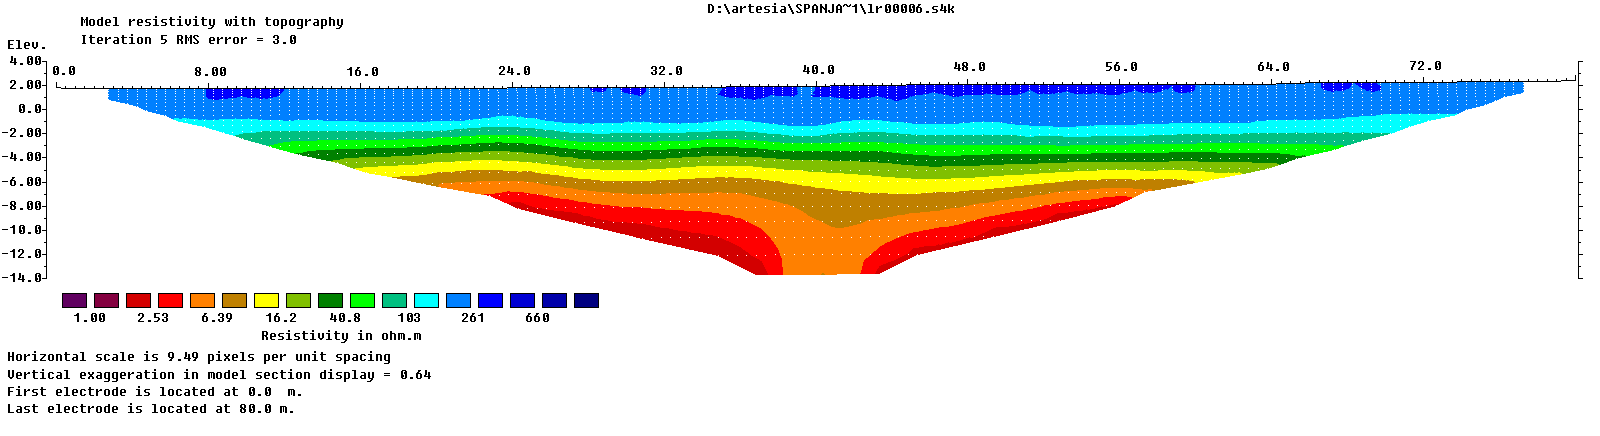 D:\artesia\SPANJA~1\lr00006.s4k
Model resistivity with topography
Iteration 5 RMS error = 3.0
Elev.
0.0 8.00 16.0 24.0 32.0 40.0 48.0 56.0 64.0 72.0
4.00
2.00
0.0
-2.00
-4.00
-6.00
-8.00
-10.0
-12.0
-14.0
1.00 2.53 6.39 16.2 40.8 103 261 660
Resistivity in ohm.m
Horizontal scale is 9.49 pixels per unit spacing
Vertical exaggeration in model section display = 0.64
First electrode is located at 0.0 m.
Last electrode is located at 80.0 m.